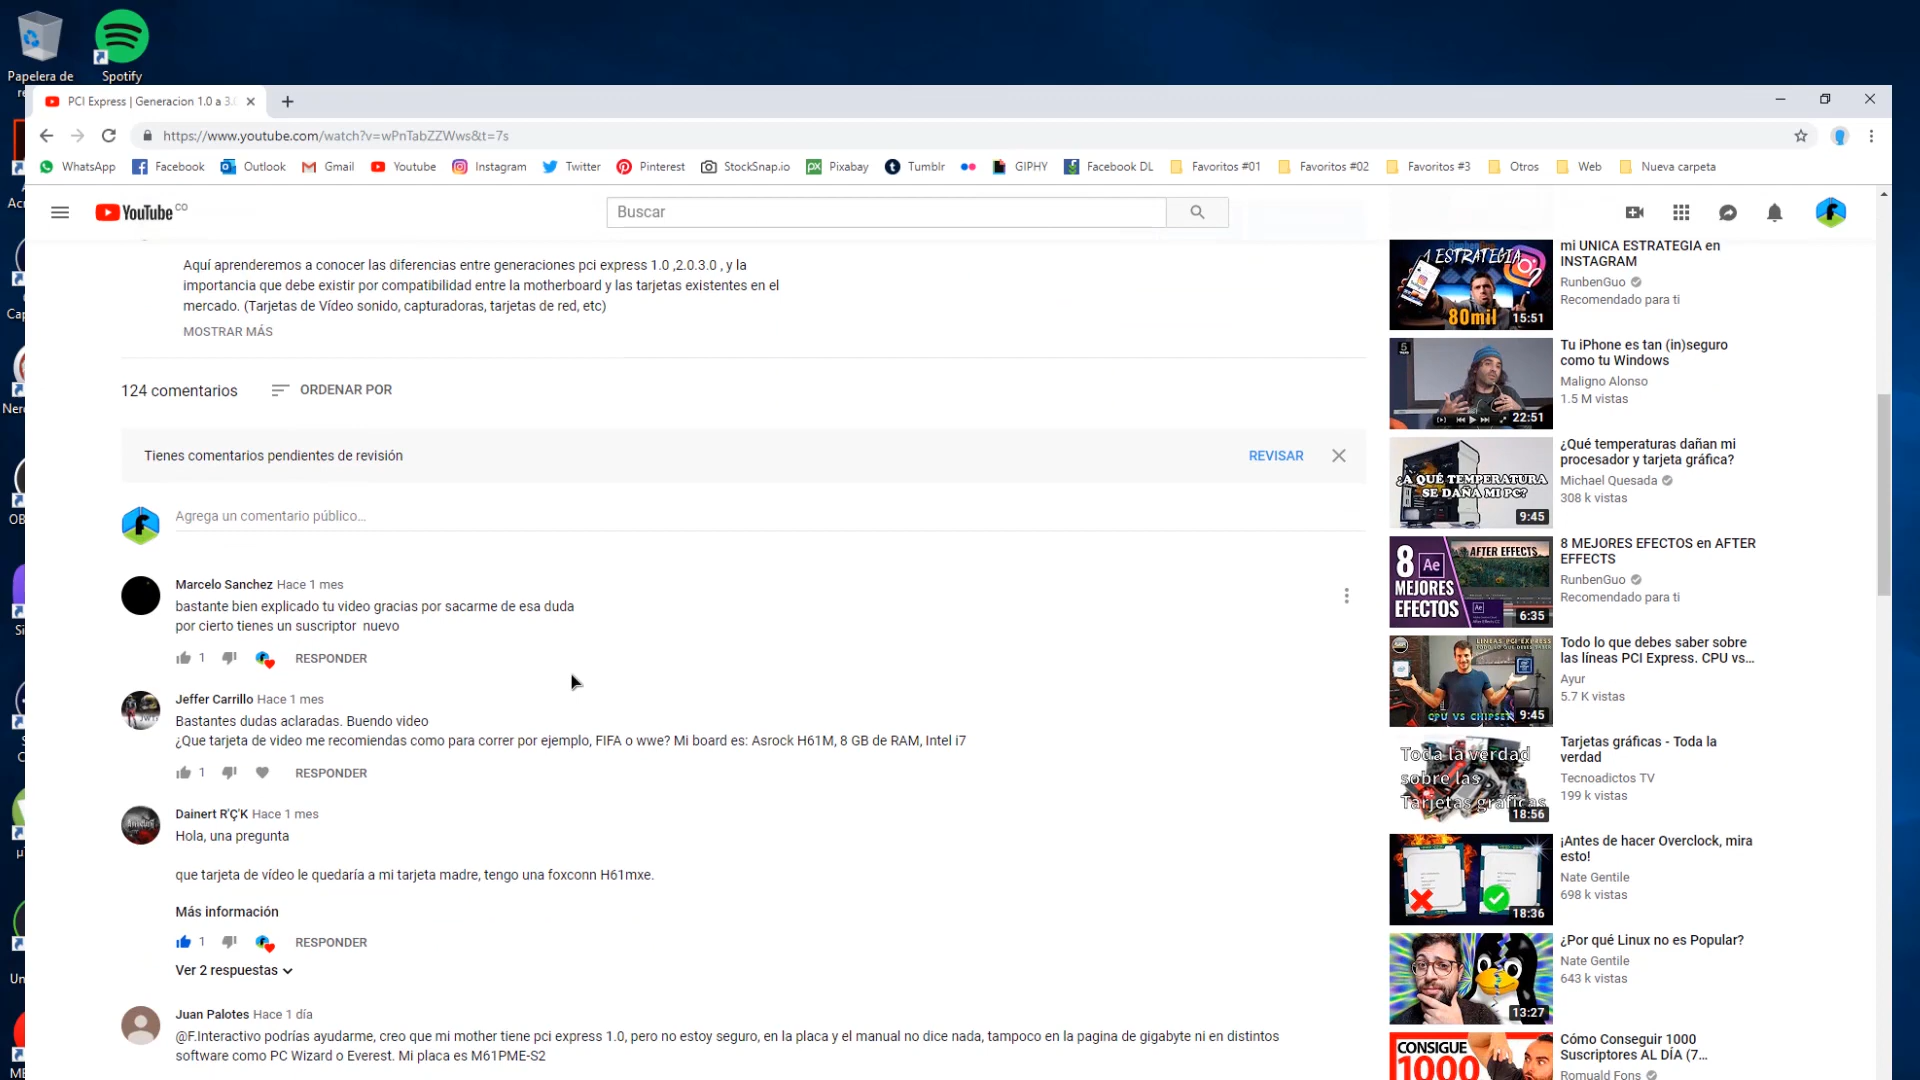 Papelera de
Spotify
PCI Express | Generacion 1.0 a 3.0
https://www.youtube.com/watch?v=wPnTabZZWws&t=7s
WhatsApp
Facebook
Outlook
Gmail
Youtube
Instagram
Twitter
Pinterest
StockSnap.io
Pixabay
Tumblr
GIPHY
Facebook DL
Favoritos #01
Favoritos #02
Favoritos #3
Otros
Web
Nueva carpeta
YouTube CO
Buscar
Aquí aprenderemos a conocer las diferencias entre generaciones pci express 1.0 ,2.0.3.0 , y la
importancia que debe existir por compatibilidad entre la motherboard y las tarjetas existentes en el
mercado. (Tarjetas de Vídeo sonido, capturadoras, tarjetas de red, etc)
MOSTRAR MÁS
124 comentarios
ORDENAR POR
Tienes comentarios pendientes de revisión
REVISAR
Agrega un comentario público...
Marcelo Sanchez Hace 1 mes
bastante bien explicado tu video gracias por sacarme de esa duda
por cierto tienes un suscriptor nuevo
1
RESPONDER
Jeffer Carrillo Hace 1 mes
Bastantes dudas aclaradas. Buendo video
¿Que tarjeta de video me recomiendas como para correr por ejemplo, FIFA o wwe? Mi board es: Asrock H61M, 8 GB de RAM, Intel i7
1
RESPONDER
Dainert R'Ç'K Hace 1 mes
Hola, una pregunta
que tarjeta de vídeo le quedaría a mi tarjeta madre, tengo una foxconn H61mxe.
Más información
1
RESPONDER
Ver 2 respuestas
Juan Palotes Hace 1 día
@F.Interactivo podrías ayudarme, creo que mi mother tiene pci express 1.0, pero no estoy seguro, en la placa y el manual no dice nada, tampoco en la pagina de gigabyte ni en distintos
software como PC Wizard o Everest. Mi placa es M61PME-S2
ESTRATEGIA
80mil
15:51
mi UNICA ESTRATEGIA en
INSTAGRAM
RunbenGuo
Recomendado para ti
5
22:51
Tu iPhone es tan (in)seguro
como tu Windows
Maligno Alonso
1.5 M vistas
¿A QUÉ TEMPERATURA
SE DAÑA MI PC?
9:45
¿Qué temperaturas dañan mi
procesador y tarjeta gráfica?
Michael Quesada
308 k vistas
8 Ae
AFTER EFFECTS
MEJORES
EFECTOS
Ae
6:35
8 MEJORES EFECTOS en AFTER
EFFECTS
RunbenGuo
Recomendado para ti
LINEAS PCI EXPRESS
CPU VS CHIPSET
9:45
Todo lo que debes saber sobre
las líneas PCI Express. CPU vs...
Ayur
5.7 K vistas
Toda la verdad
sobre las
Tarjetas gráficas
18:56
Tarjetas gráficas - Toda la
verdad
Tecnoadictos TV
199 k vistas
18:36
¡Antes de hacer Overclock, mira
esto!
Nate Gentile
698 k vistas
13:27
¿Por qué Linux no es Popular?
Nate Gentile
643 k vistas
CONSIGUE
1000
Cómo Conseguir 1000
Suscriptores AL DÍA (7...
Romuald Fons